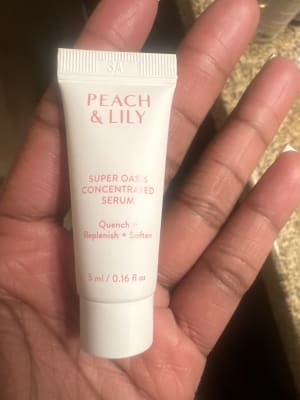 PEACH
& LILY
SUPER OASIS
CONCENTRATED
SERUM
Quench +
Replenish + Soften
5 ml / 0.16 fl oz